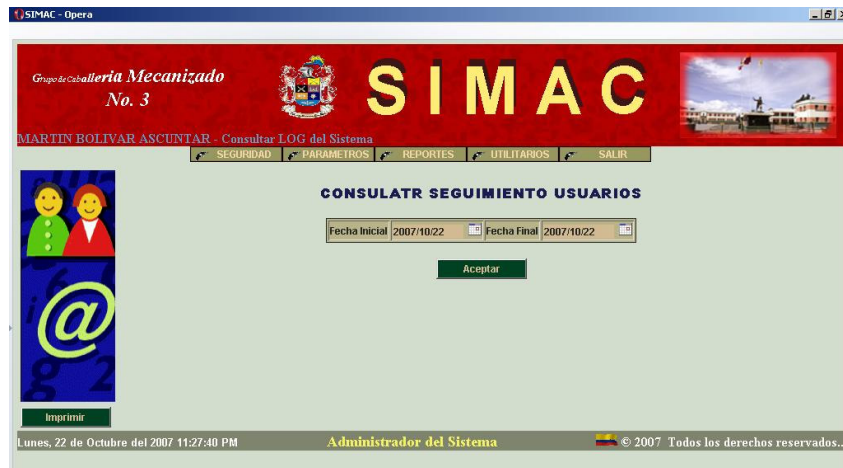 SIMAC - Opera
Grupo de Caballeria Mecanizado
No. 3
SIMAC
MARTIN BOLIVAR ASCUNTAR - Consultar LOG del Sistema
SEGURIDAD PARAMETROS REPORTES UTILITARIOS SALIR
CONSULATR SEGUIMIENTO USUARIOS
Fecha Inicial 2007/10/22 Fecha Final 2007/10/22
Aceptar
@
Imprimir
Lunes, 22 de Octubre del 2007 11:27:40 PM Administrador del Sistema © 2007 Todos los derechos reservados..